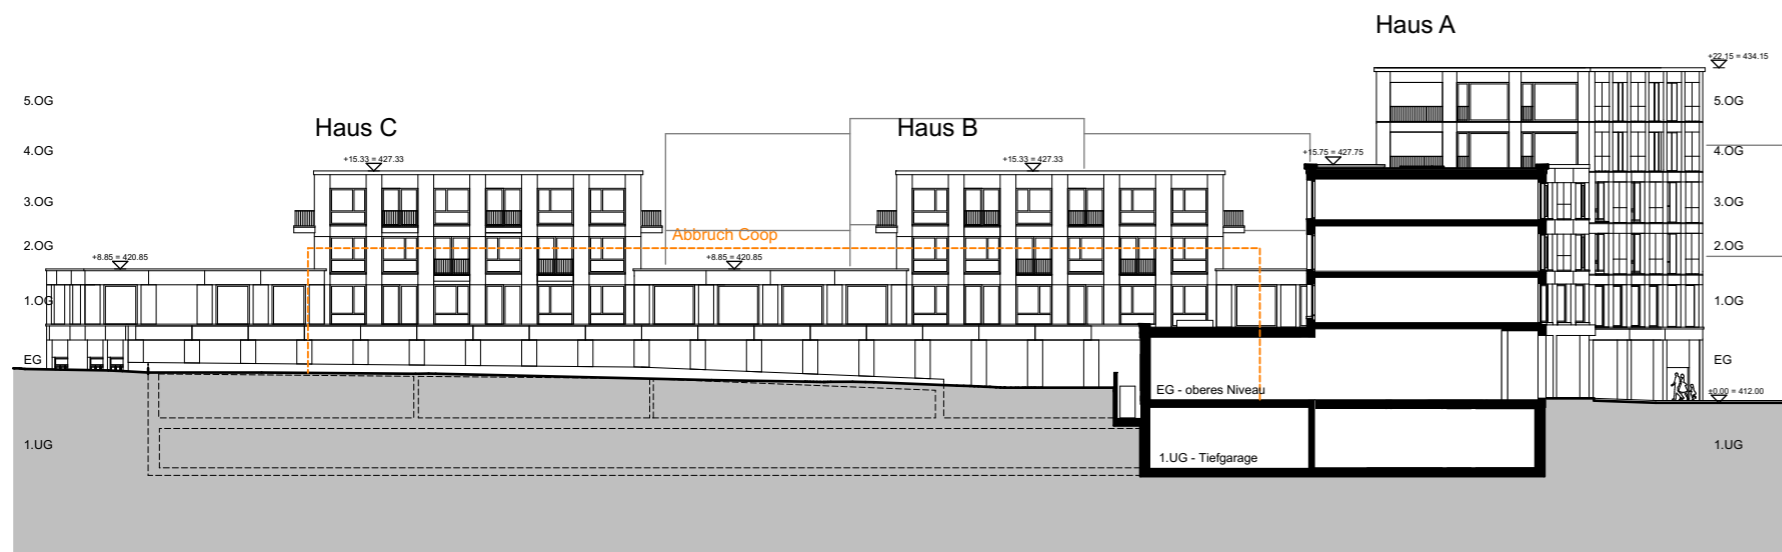 Haus A
+22.15 = 434.15
5.OG
5.OG
Haus C
Haus B
4.OG
+15.33 = 427.33
+15.33 = 427.33
+15.75 = 427.75
4.OG
3.OG
3.OG
Abbruch Coop
2.OG
2.OG
+8.85 = 420.85
+8.85 = 420.85
1.OG
1.OG
EG
EG
EG - oberes Niveau
±0.00 = 412.00
1.UG
1.UG - Tiefgarage
1.UG